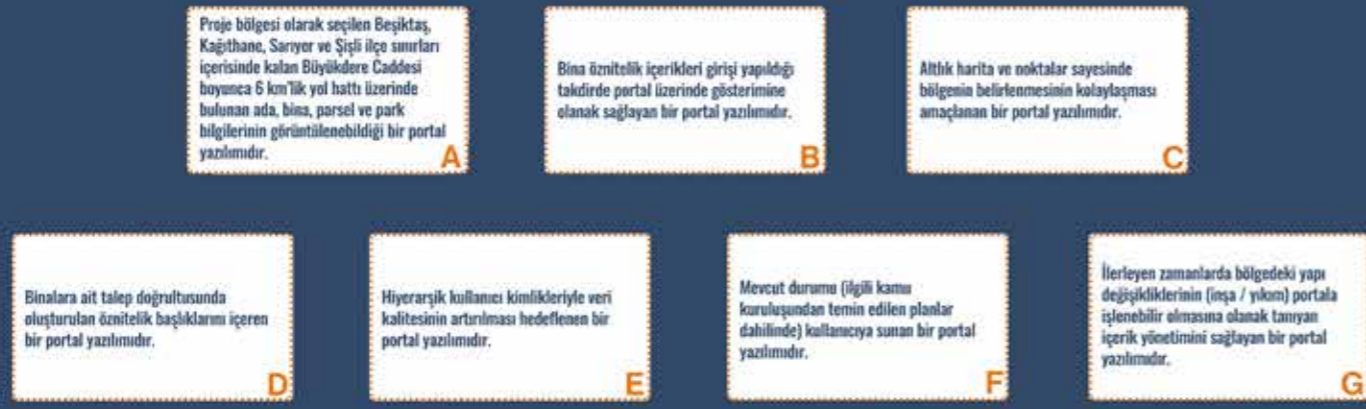 Proje bölgesi olarak seçilen Beşiktaş,
Kağıthane, Sarıyer ve Şişli ilçe sınırları
içerisinde kalan Büyükdere Caddesi
boyunca 6 km'lik yol hattı üzerinde
bulunan ada, bina, parsel ve park
bilgilerinin görüntülenebildiği bir portal
yazılımıdır.
A
Bina öznitelik içerikleri girişi yapıldığı
takdirde portal üzerinde gösterimine
olanak sağlayan bir portal yazılımıdır.
B
Altlık harita ve noktalar sayesinde
bölgenin belirlenmesinin kolaylaşması
amaçlanan bir portal yazılımıdır.
C
Binalara ait talep doğrultusunda
oluşturulan öznitelik başlıklarını içeren
bir portal yazılımıdır.
D
Hiyerarşik kullanıcı kimlikleriyle veri
kalitesinin artırılması hedeflenen bir
portal yazılımıdır.
E
Mevcut durumu (ilgili kamu
kuruluşundan temin edilen planlar
dahilinde) kullanıcıya sunan bir portal
yazılımıdır.
F
İlerleyen zamanlarda bölgedeki yapı
değişikliklerinin (inşa / yıkım) portala
işlenebilir olmasına olanak tanıyan
içerik yönetimini sağlayan bir portal
yazılımıdır.
G